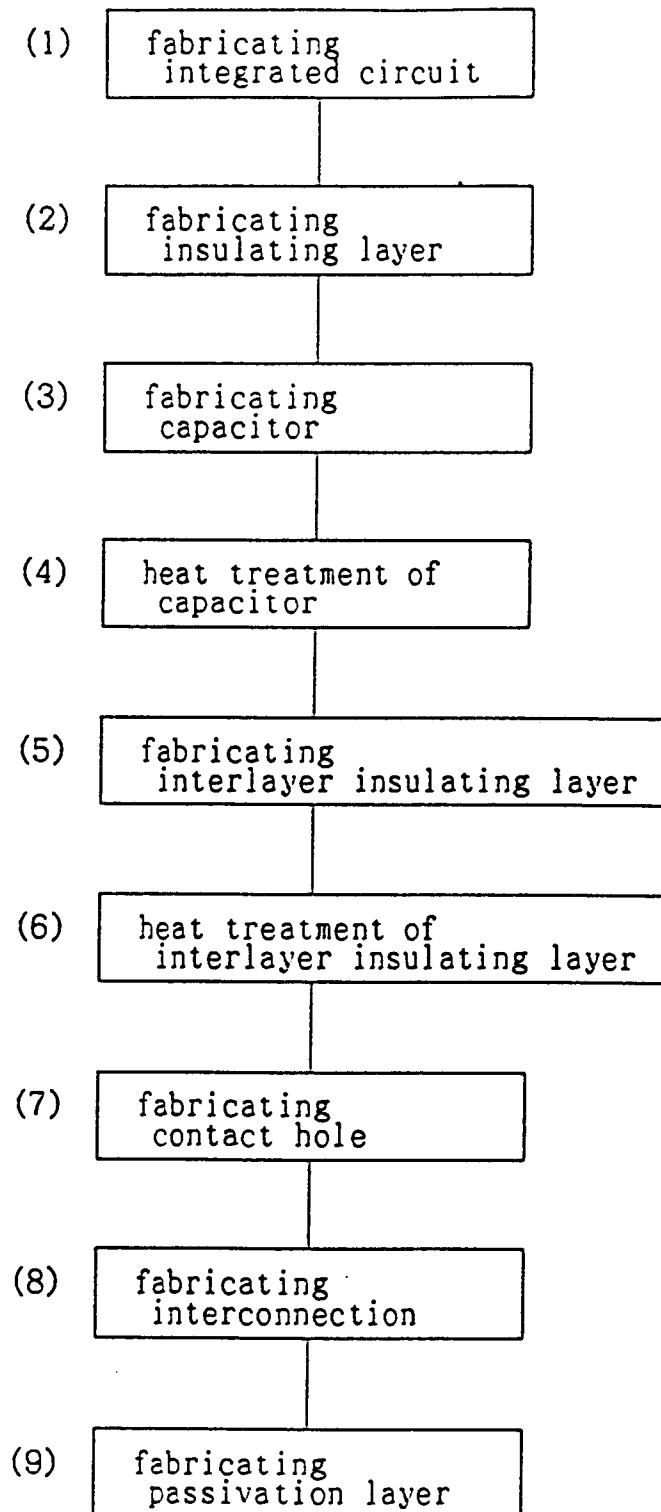 (1) fabricating
integrated circuit
(2) fabricating
insulating layer
(3) fabricating
capacitor
(4) heat treatment of
capacitor
(5) fabricating
interlayer insulating layer
(6) heat treatment of
interlayer insulating layer
(7) fabricating
contact hole
(8) fabricating
interconnection
(9) fabricating
passivation layer